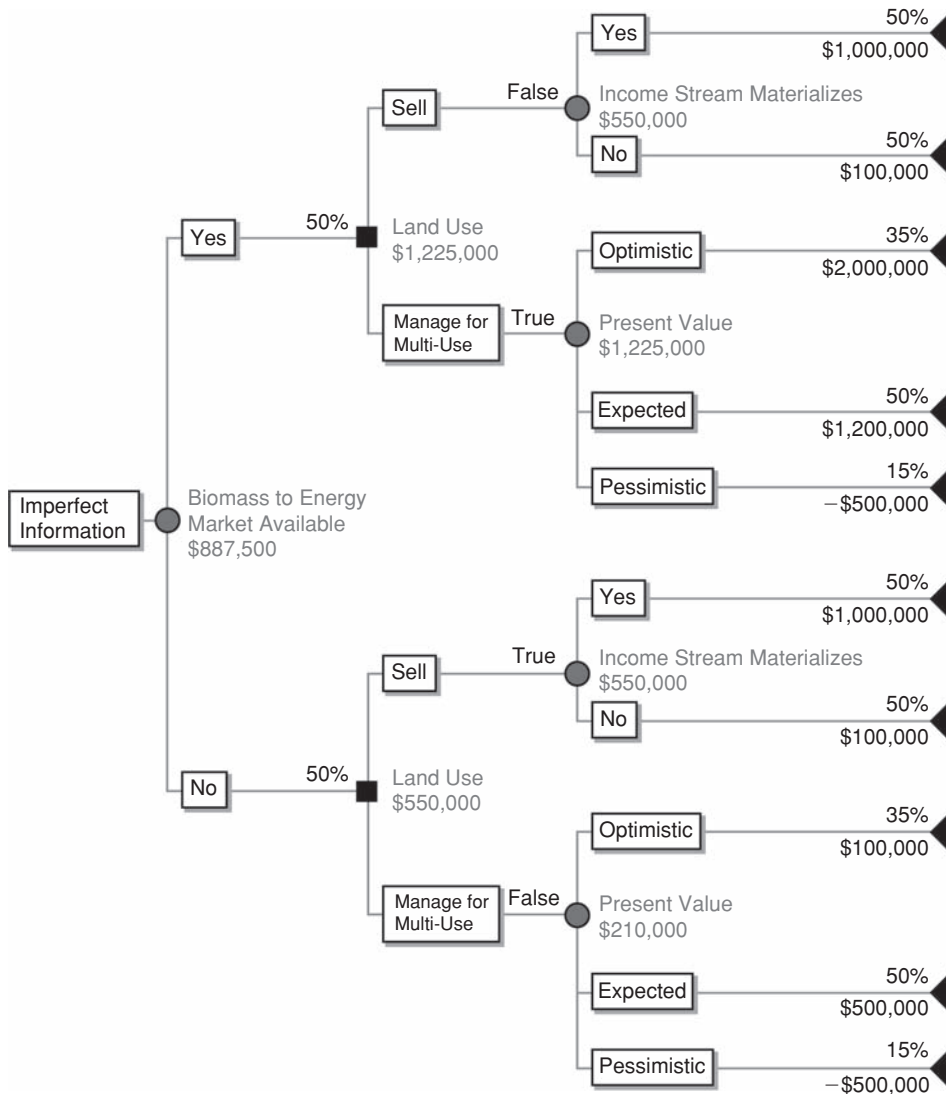 50%
Yes
$1,000,000
False
Income Stream Materializes
$550,000
Sell
50%
No
$100,000
50%
Yes
Land Use
$1,225,000
35%
Optimistic
$2,000,000
Manage for
Multi-Use
True
Present Value
$1,225,000
50%
Expected
$1,200,000
15%
Pessimistic
−$500,000
Imperfect
Information
Biomass to Energy
Market Available
$887,500
50%
Yes
$1,000,000
True
Income Stream Materializes
$550,000
Sell
50%
No
$100,000
50%
No
Land Use
$550,000
35%
Optimistic
$100,000
Manage for
Multi-Use
False
Present Value
$210,000
50%
Expected
$500,000
15%
Pessimistic
−$500,000